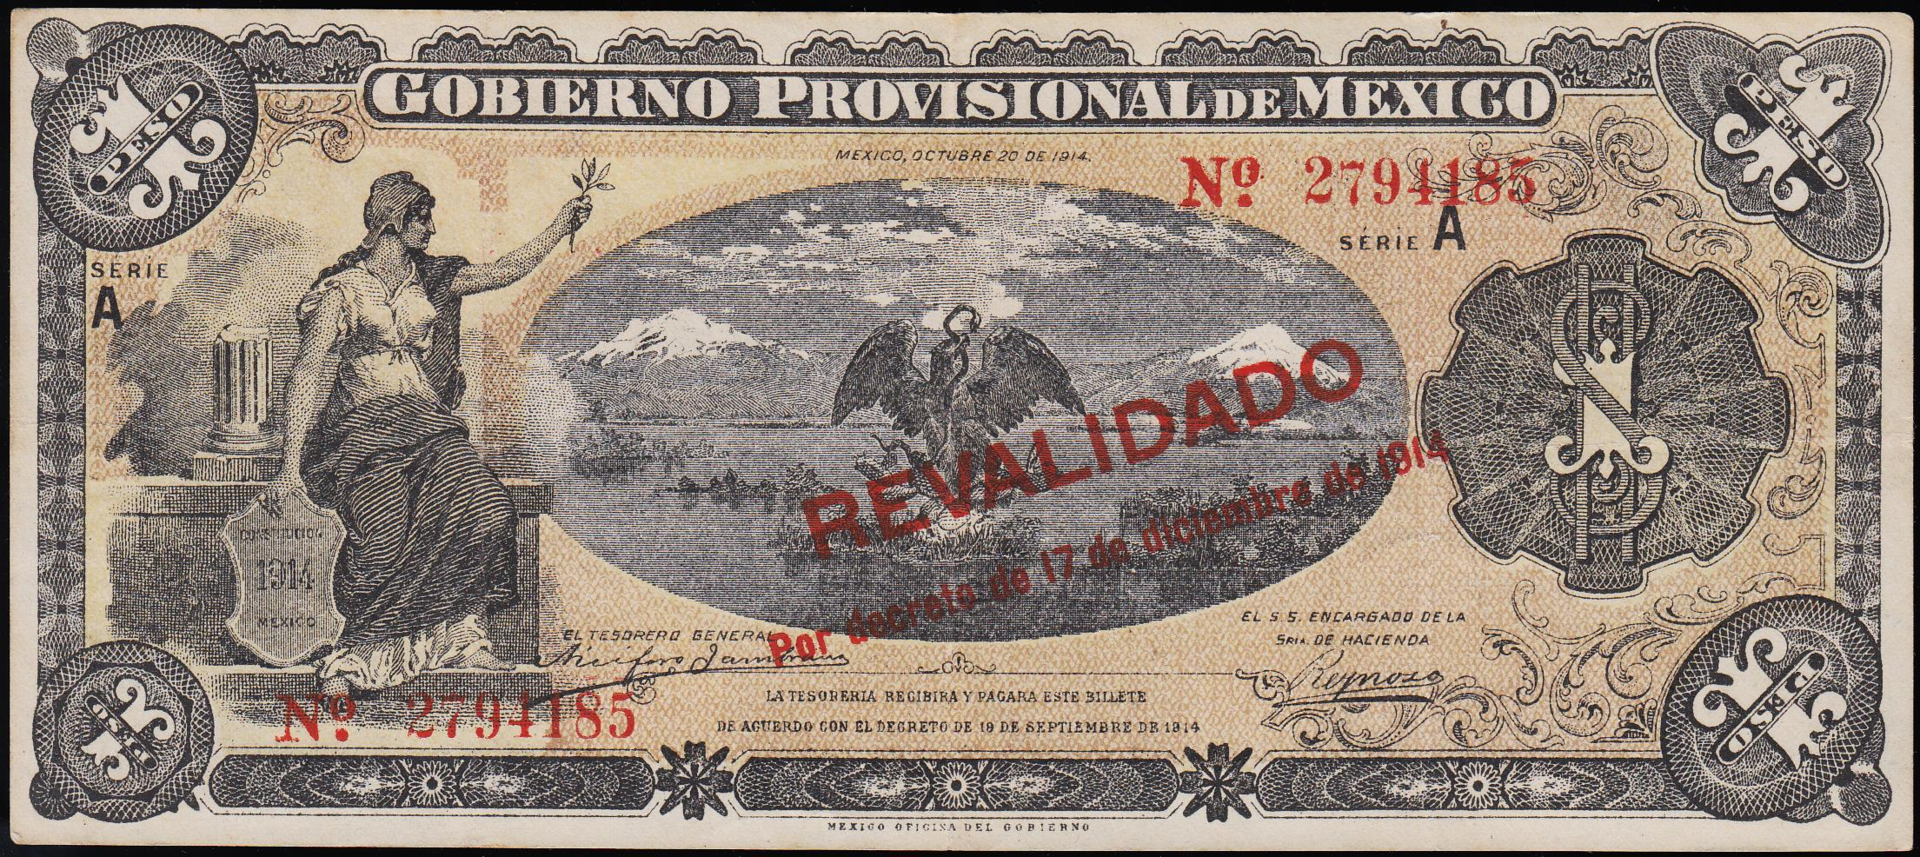 GOBIERNO PROVISIONAL DE MEXICO
1 PESO
1 PESO
MEXICO, OCTUBRE 20 DE 1914.
Nº. 2794185
SÉRIE A
SÉRIE
A
REVALIDADO
Por decreto de 17 de diciembre de 1914
CONSTITUCION
1914
MEXICO
EL TESORERO GENERAL
EL S. S. ENCARGADO DE LA
SRIA. DE HACIENDA
Reynoso
Nº. 2794185
LA TESORERIA RECIBIRA Y PAGARA ESTE BILLETE
DE ACUERDO CON EL DECRETO DE 19 DE SEPTIEMBRE DE 1914
1 PESO
1 PESO
MEXICO OFICINA DEL GOBIERNO